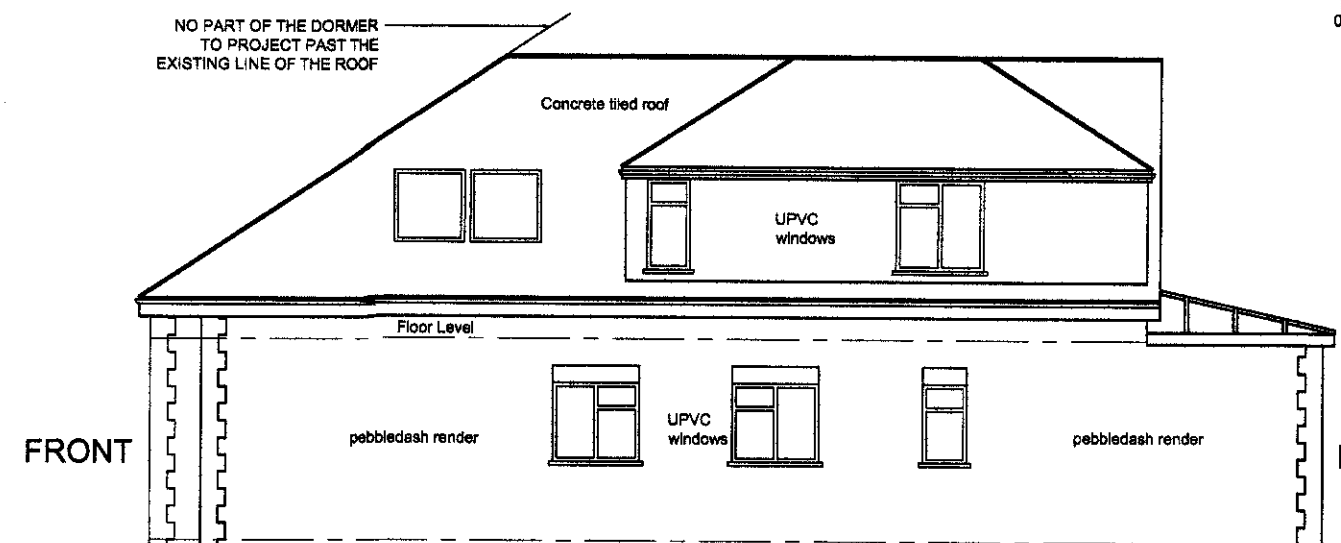 NO PART OF THE DORMER
TO PROJECT PAST THE
EXISTING LINE OF THE ROOF
Concrete tiled roof
UPVC
windows
Floor Level
FRONT
pebbledash render
UPVC
windows
pebbledash render